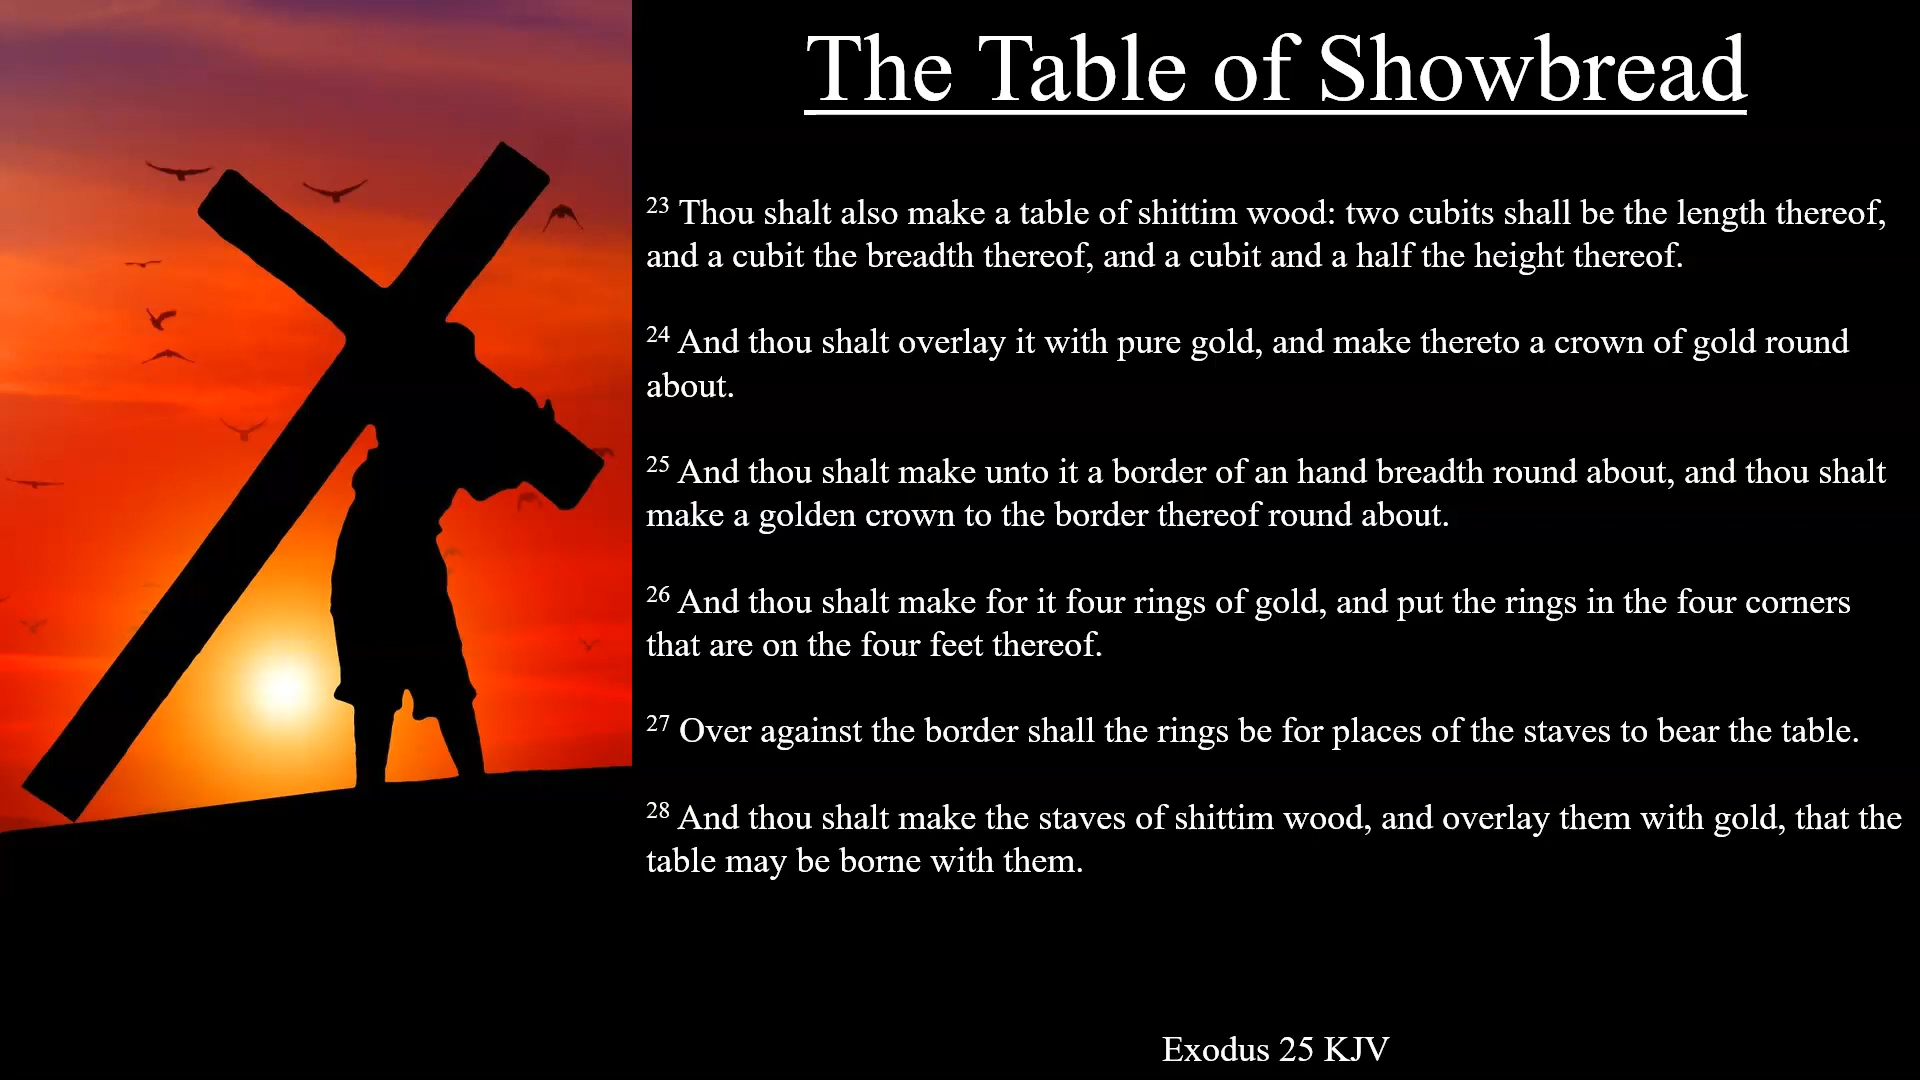 The Table of Showbread
23 Thou shalt also make a table of shittim wood: two cubits shall be the length thereof,
and a cubit the breadth thereof, and a cubit and a half the height thereof.
24 And thou shalt overlay it with pure gold, and make thereto a crown of gold round
about.
25 And thou shalt make unto it a border of an hand breadth round about, and thou shalt
make a golden crown to the border thereof round about.
26 And thou shalt make for it four rings of gold, and put the rings in the four corners
that are on the four feet thereof.
27 Over against the border shall the rings be for places of the staves to bear the table.
28 And thou shalt make the staves of shittim wood, and overlay them with gold, that the
table may be borne with them.
Exodus 25 KJV